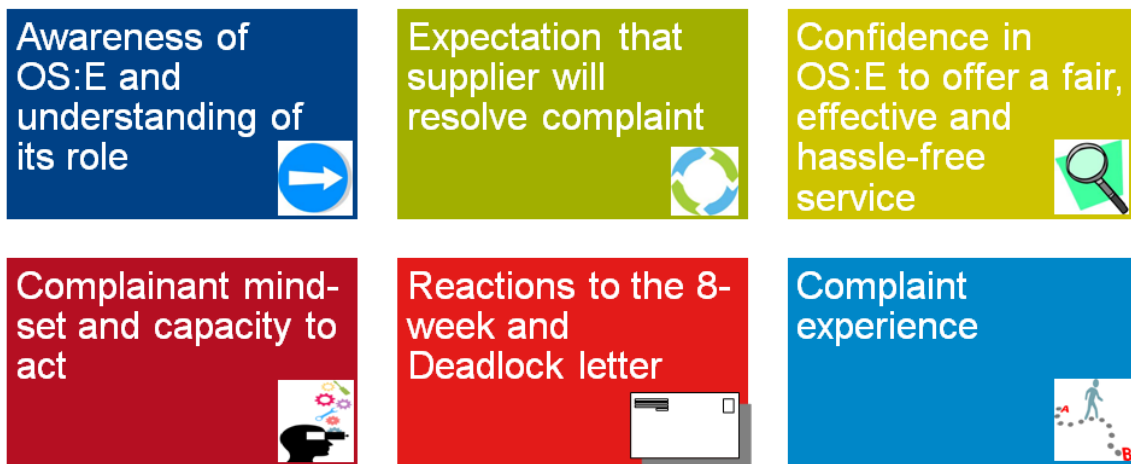 Awareness of
OS:E and
understanding of
its role
Expectation that
supplier will
resolve complaint
Confidence in
OS:E to offer a fair,
effective and
hassle-free
service
Complainant mind-
set and capacity to
act
Reactions to the 8-
week and
Deadlock letter
Complaint
experience
A
B